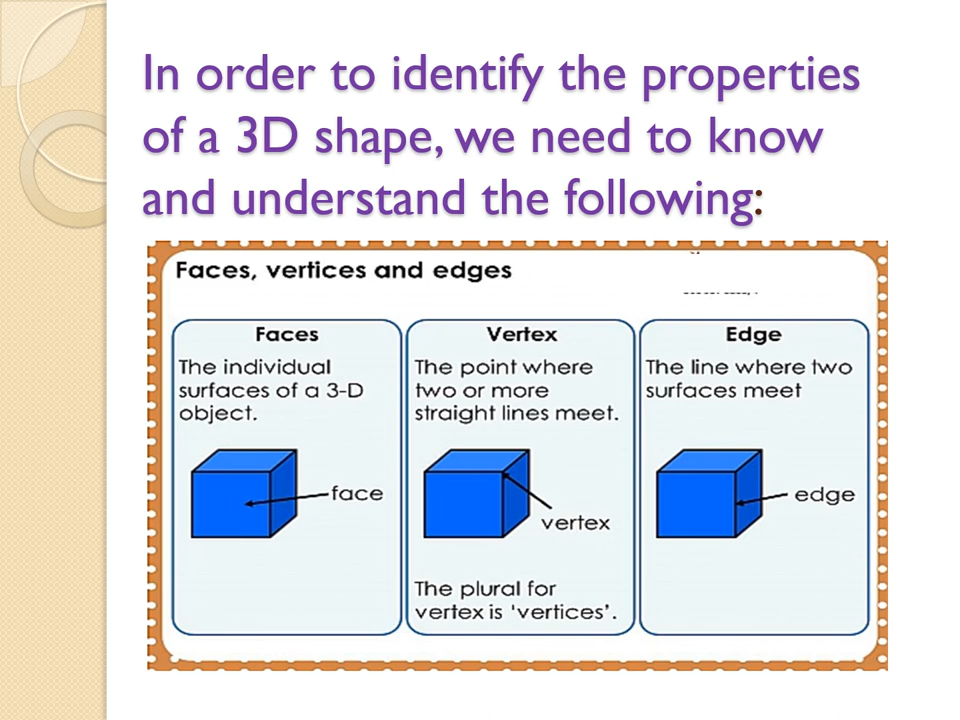 In order to identify the properties
of a 3D shape, we need to know
and understand the following:
Faces, vertices and edges
Faces
The individual
surfaces of a 3-D
object.
face
Vertex
The point where
two or more
straight lines meet.
vertex
The plural for
vertex is ‘vertices’.
Edge
The line where two
surfaces meet
edge